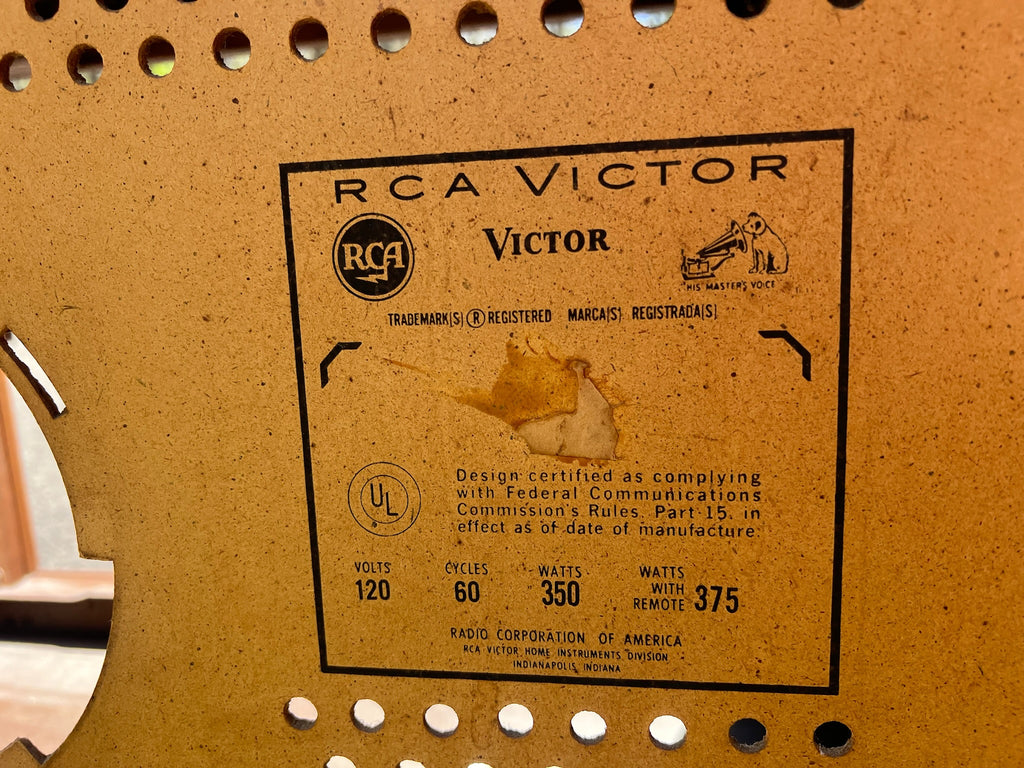 RCA VICTOR
RCA
VICTOR
"HIS MASTER'S VOICE"
TRADEMARK(S) ® REGISTERED MARCA(S) REGISTRADA(S)
UL
Design certified as complying
with Federal Communications
Commission's Rules, Part 15, in
effect as of date of manufacture.
VOLTS CYCLES WATTS WATTS
WITH
REMOTE
120 60 350 375
RADIO CORPORATION OF AMERICA
RCA VICTOR HOME INSTRUMENTS DIVISION
INDIANAPOLIS, INDIANA